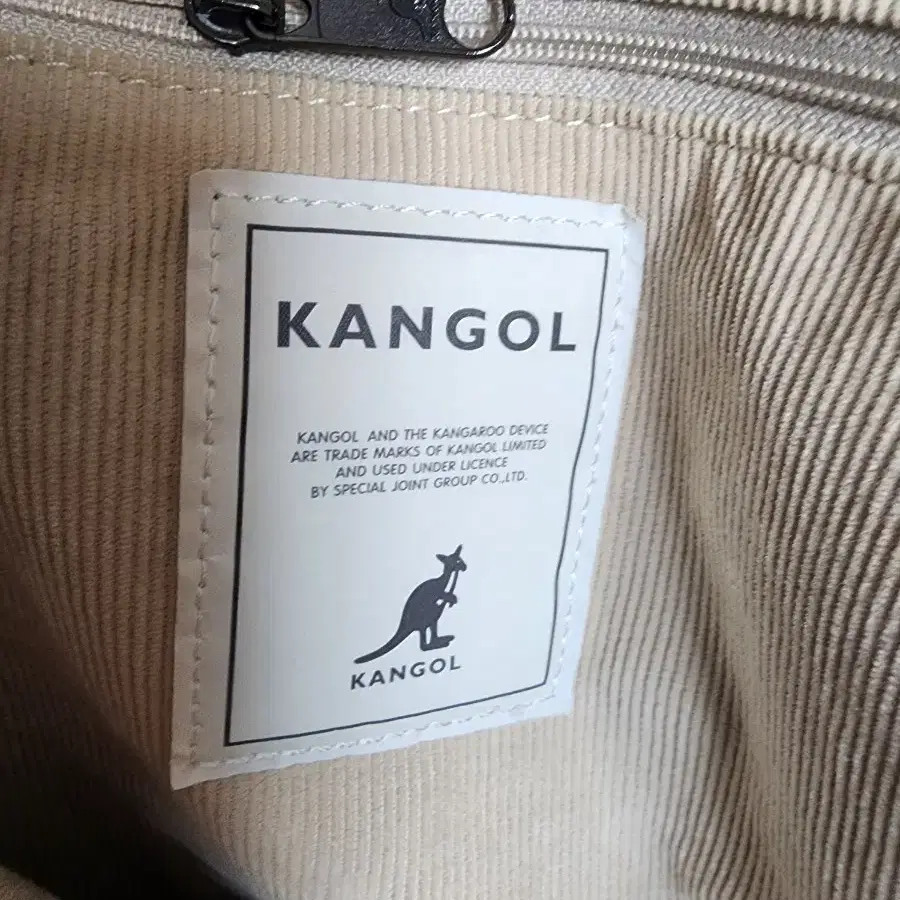 KANGOL
KANGOL AND THE KANGAROO DEVICE
ARE TRADE MARKS OF KANGOL LIMITED
AND USED UNDER LICENCE
BY SPECIAL JOINT GROUP CO.,LTD.
KANGOL